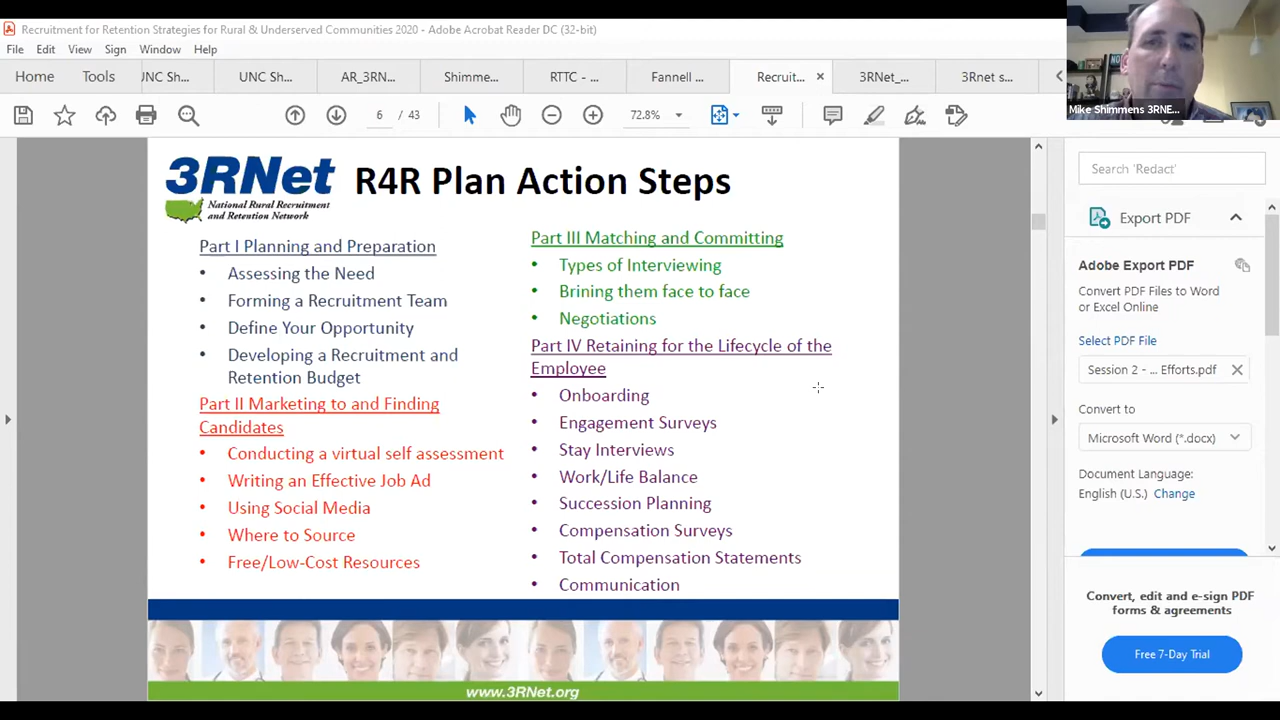 Recruitment for Retention Strategies for Rural & Underserved Communities 2020 - Adobe Acrobat Reader DC (32-bit)
File Edit View Sign Window Help
Home Tools UNC Sh... UNC Sh... AR_3RN... Shimme... RTTC - ... Fannell ... Recruit... × 3RNet_... 3Rnet s...
Mike Shimmens 3RNE...
/ 43 72.8%
3RNet
National Rural Recruitment
and Retention Network
R4R Plan Action Steps
Part I Planning and Preparation
• Assessing the Need
• Forming a Recruitment Team
• Define Your Opportunity
• Developing a Recruitment and
Retention Budget
Part II Marketing to and Finding
Candidates
• Conducting a virtual self assessment
• Writing an Effective Job Ad
• Using Social Media
• Where to Source
• Free/Low-Cost Resources
Part III Matching and Committing
• Types of Interviewing
• Brining them face to face
• Negotiations
Part IV Retaining for the Lifecycle of the
Employee
• Onboarding
• Engagement Surveys
• Stay Interviews
• Work/Life Balance
• Succession Planning
• Compensation Surveys
• Total Compensation Statements
• Communication
www.3RNet.org
Search 'Redact'
Export PDF
Adobe Export PDF
Convert PDF Files to Word
or Excel Online
Select PDF File
Session 2 - ... Efforts.pdf ×
Convert to
Microsoft Word (*.docx)
Document Language:
English (U.S.) Change
Convert, edit and e-sign PDF
forms & agreements
Free 7-Day Trial